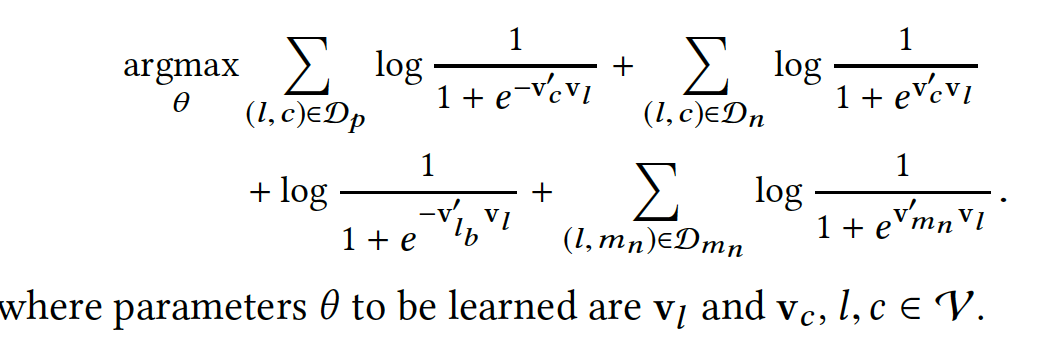 argmax_θ ∑_{(l,c)∈𝒟_p} log 1/(1 + e^{−v′_c v_l}) + ∑_{(l,c)∈𝒟_n} log 1/(1 + e^{v′_c v_l})
+ log 1/(1 + e^{−v′_{l_b} v_l}) + ∑_{(l,m_n)∈𝒟_{m_n}} log 1/(1 + e^{v′_{m_n} v_l}).
where parameters θ to be learned are v_l and v_c, l, c ∈ 𝒱.